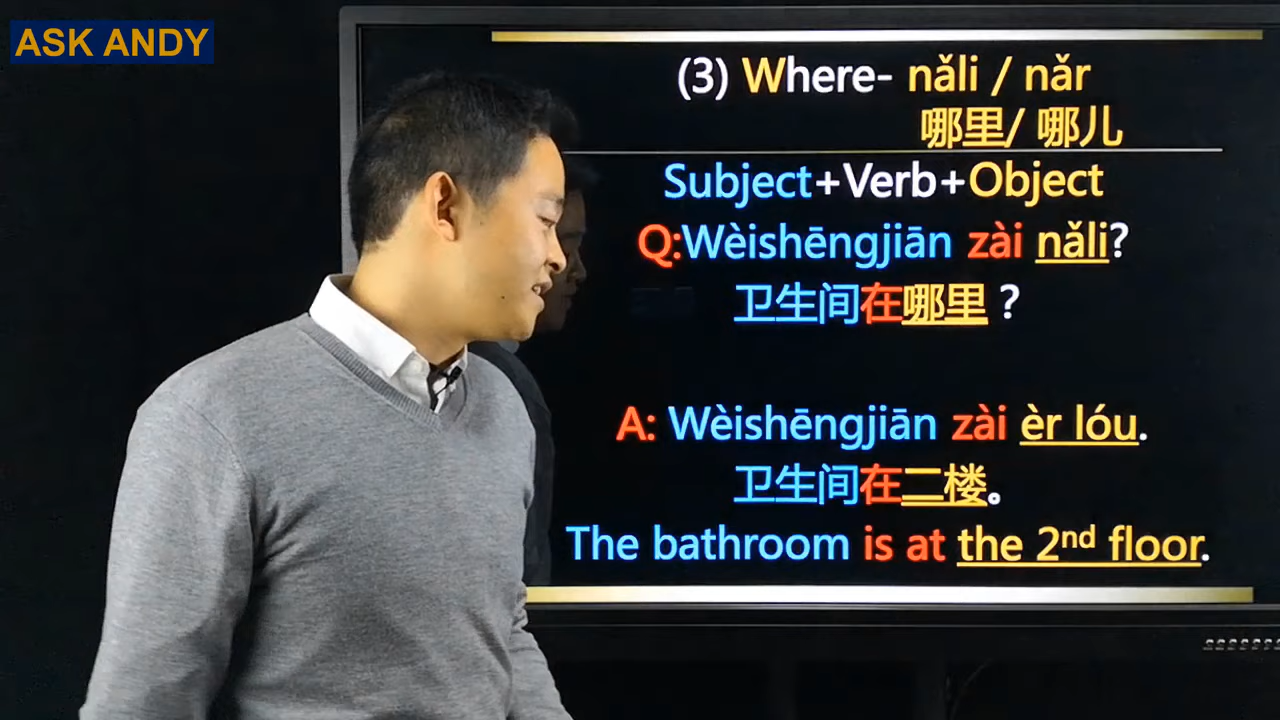 ASK ANDY
(3) Where- nǎli / nǎr
哪里/ 哪儿
Subject+Verb+Object
Q:Wèishēngjiān zài nǎli?
卫生间在哪里？
A: Wèishēngjiān zài èr lóu.
卫生间在二楼。
The bathroom is at the 2nd floor.